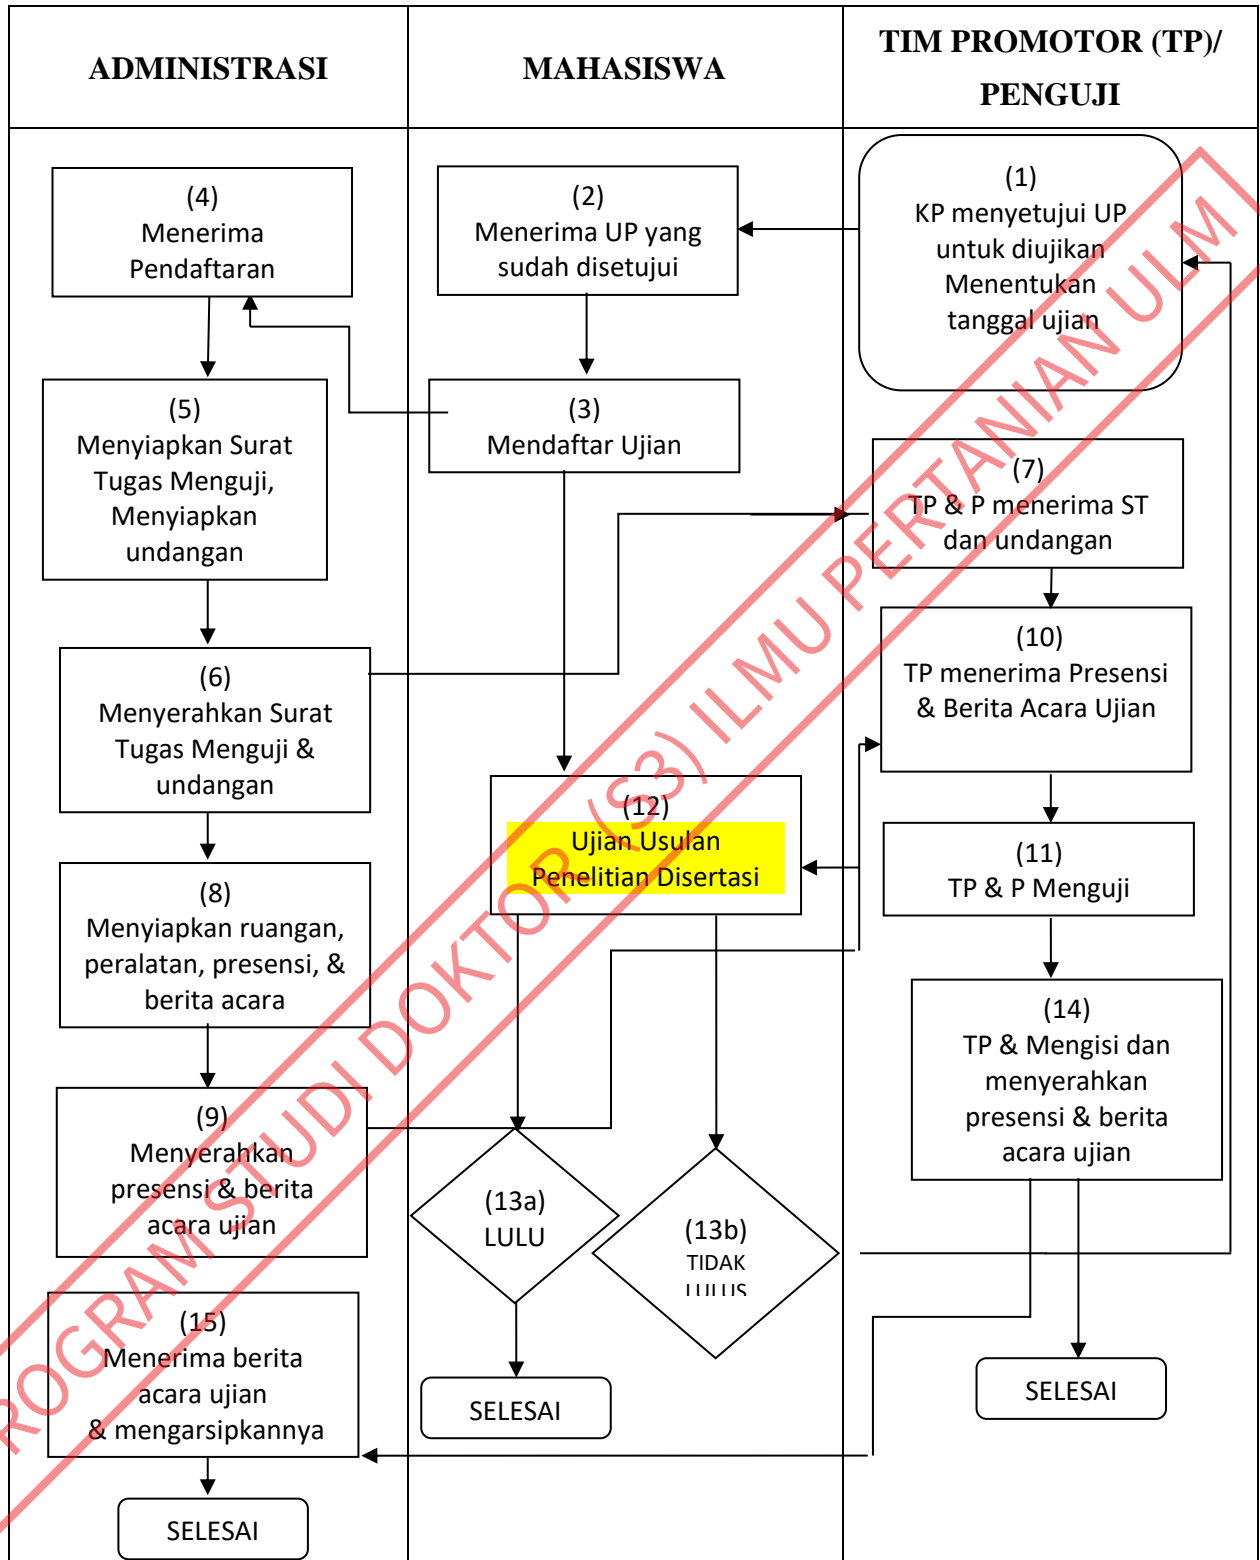 ADMINISTRASI
MAHASISWA
TIM PROMOTOR (TP)/
PENGUJI
(1)
KP menyetujui UP
untuk diujikan
Menentukan
tanggal ujian
(2)
Menerima UP yang
sudah disetujui
(3)
Mendaftar Ujian
(4)
Menerima
Pendaftaran
(5)
Menyiapkan Surat
Tugas Menguji,
Menyiapkan
undangan
(6)
Menyerahkan Surat
Tugas Menguji &
undangan
(7)
TP & P menerima ST
dan undangan
(8)
Menyiapkan ruangan,
peralatan, presensi, &
berita acara
(9)
Menyerahkan
presensi & berita
acara ujian
(10)
TP menerima Presensi
& Berita Acara Ujian
(11)
TP & P Menguji
(12)
Ujian Usulan
Penelitian Disertasi
(13a)
LULU
(13b)
TIDAK
LULUS
(14)
TP & Mengisi dan
menyerahkan
presensi & berita
acara ujian
(15)
Menerima berita
acara ujian
& mengarsipkannya
SELESAI
SELESAI
SELESAI
PROGRAM STUDI DOKTOR (S3) ILMU PERTANIAN ULM